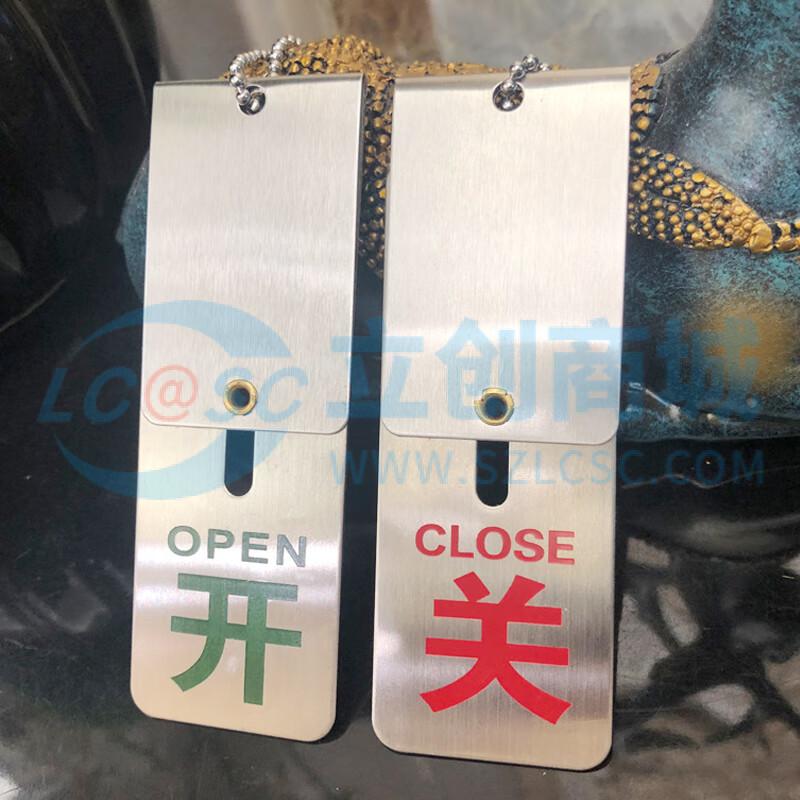 OPEN
开
CLOSE
关
LC@SC 立创商城
WWW.SZLCSC.COM